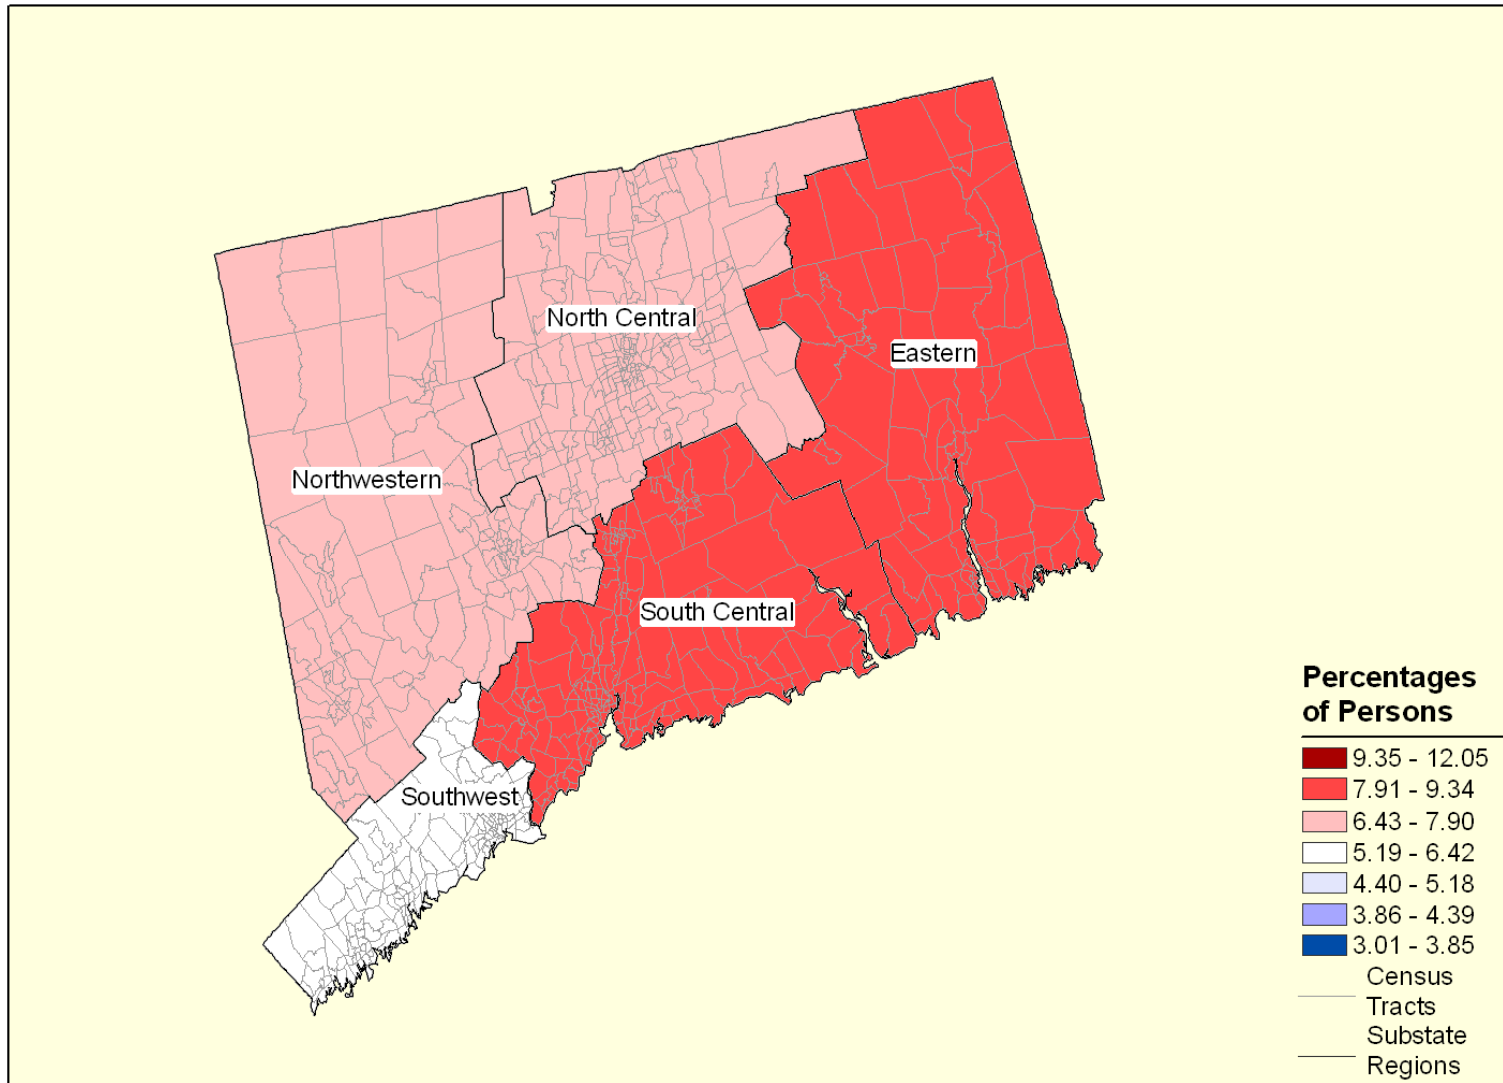 North Central
Eastern
Northwestern
South Central
Southwest
Percentages
of Persons
9.35 - 12.05
7.91 - 9.34
6.43 - 7.90
5.19 - 6.42
4.40 - 5.18
3.86 - 4.39
3.01 - 3.85
Census
Tracts
Substate
Regions